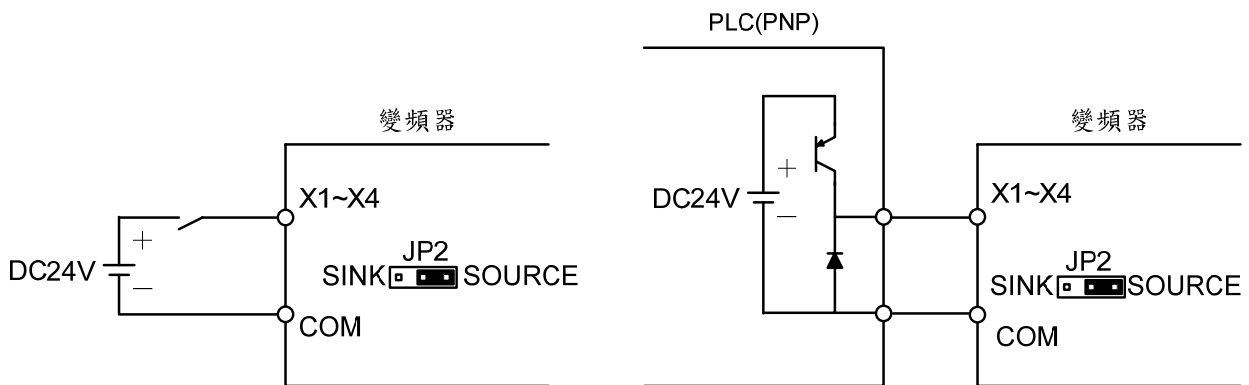 變頻器
X1~X4
+
DC24V
−
JP2
SINK SOURCE
COM
PLC(PNP)
變頻器
+
DC24V
−
X1~X4
JP2
SINK SOURCE
COM